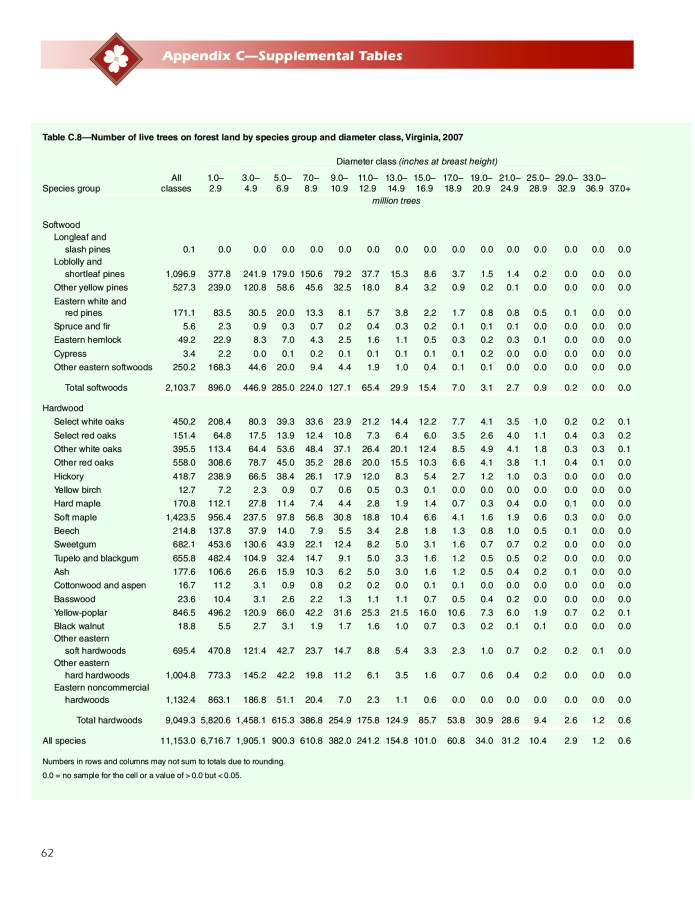 Appendix C—Supplemental Tables
Table C.8—Number of live trees on forest land by species group and diameter class, Virginia, 2007
Diameter class (inches at breast height)
All 1.0– 3.0– 5.0– 7.0– 9.0– 11.0– 13.0– 15.0– 17.0– 19.0– 21.0– 25.0– 29.0– 33.0–
Species group classes 2.9 4.9 6.9 8.9 10.9 12.9 14.9 16.9 18.9 20.9 24.9 28.9 32.9 36.9 37.0+
million trees
Softwood
Longleaf and
slash pines 0.1 0.0 0.0 0.0 0.0 0.0 0.0 0.0 0.0 0.0 0.0 0.0 0.0 0.0 0.0 0.0
Loblolly and
shortleaf pines 1,096.9 377.8 241.9 179.0 150.6 79.2 37.7 15.3 8.6 3.7 1.5 1.4 0.2 0.0 0.0 0.0
Other yellow pines 527.3 239.0 120.8 58.6 45.6 32.5 18.0 8.4 3.2 0.9 0.2 0.1 0.0 0.0 0.0 0.0
Eastern white and
red pines 171.1 83.5 30.5 20.0 13.3 8.1 5.7 3.8 2.2 1.7 0.8 0.8 0.5 0.1 0.0 0.0
Spruce and fir 5.6 2.3 0.9 0.3 0.7 0.2 0.4 0.3 0.2 0.1 0.1 0.1 0.0 0.0 0.0 0.0
Eastern hemlock 49.2 22.9 8.3 7.0 4.3 2.5 1.6 1.1 0.5 0.3 0.2 0.3 0.1 0.0 0.0 0.0
Cypress 3.4 2.2 0.0 0.1 0.2 0.1 0.1 0.1 0.1 0.1 0.2 0.0 0.0 0.0 0.0 0.0
Other eastern softwoods 250.2 168.3 44.6 20.0 9.4 4.4 1.9 1.0 0.4 0.1 0.1 0.0 0.0 0.0 0.0 0.0
Total softwoods 2,103.7 896.0 446.9 285.0 224.0 127.1 65.4 29.9 15.4 7.0 3.1 2.7 0.9 0.2 0.0 0.0
Hardwood
Select white oaks 450.2 208.4 80.3 39.3 33.6 23.9 21.2 14.4 12.2 7.7 4.1 3.5 1.0 0.2 0.2 0.1
Select red oaks 151.4 64.8 17.5 13.9 12.4 10.8 7.3 6.4 6.0 3.5 2.6 4.0 1.1 0.4 0.3 0.2
Other white oaks 395.5 113.4 64.4 53.6 48.4 37.1 26.4 20.1 12.4 8.5 4.9 4.1 1.8 0.3 0.3 0.1
Other red oaks 558.0 308.6 78.7 45.0 35.2 28.6 20.0 15.5 10.3 6.6 4.1 3.8 1.1 0.4 0.1 0.0
Hickory 418.7 238.9 66.5 38.4 26.1 17.9 12.0 8.3 5.4 2.7 1.2 1.0 0.3 0.0 0.0 0.0
Yellow birch 12.7 7.2 2.3 0.9 0.7 0.6 0.5 0.3 0.1 0.0 0.0 0.0 0.0 0.0 0.0 0.0
Hard maple 170.8 112.1 27.8 11.4 7.4 4.4 2.8 1.9 1.4 0.7 0.3 0.4 0.0 0.1 0.0 0.0
Soft maple 1,423.5 956.4 237.5 97.8 56.8 30.8 18.8 10.4 6.6 4.1 1.6 1.9 0.6 0.3 0.0 0.0
Beech 214.8 137.8 37.9 14.0 7.9 5.5 3.4 2.8 1.8 1.3 0.8 1.0 0.5 0.1 0.0 0.0
Sweetgum 682.1 453.6 130.6 43.9 22.1 12.4 8.2 5.0 3.1 1.6 0.7 0.7 0.2 0.0 0.0 0.0
Tupelo and blackgum 655.8 482.4 104.9 32.4 14.7 9.1 5.0 3.3 1.6 1.2 0.5 0.5 0.2 0.0 0.0 0.0
Ash 177.6 106.6 26.6 15.9 10.3 6.2 5.0 3.0 1.6 1.2 0.5 0.4 0.2 0.1 0.0 0.0
Cottonwood and aspen 16.7 11.2 3.1 0.9 0.8 0.2 0.2 0.0 0.1 0.1 0.0 0.0 0.0 0.0 0.0 0.0
Basswood 23.6 10.4 3.1 2.6 2.2 1.3 1.1 1.1 0.7 0.5 0.4 0.2 0.0 0.0 0.0 0.0
Yellow-poplar 846.5 496.2 120.9 66.0 42.2 31.6 25.3 21.5 16.0 10.6 7.3 6.0 1.9 0.7 0.2 0.1
Black walnut 18.8 5.5 2.7 3.1 1.9 1.7 1.6 1.0 0.7 0.3 0.2 0.1 0.1 0.0 0.0 0.0
Other eastern
soft hardwoods 695.4 470.8 121.4 42.7 23.7 14.7 8.8 5.4 3.3 2.3 1.0 0.7 0.2 0.2 0.1 0.0
Other eastern
hard hardwoods 1,004.8 773.3 145.2 42.2 19.8 11.2 6.1 3.5 1.6 0.7 0.6 0.4 0.2 0.0 0.0 0.0
Eastern noncommercial
hardwoods 1,132.4 863.1 186.8 51.1 20.4 7.0 2.3 1.1 0.6 0.0 0.0 0.0 0.0 0.0 0.0 0.0
Total hardwoods 9,049.3 5,820.6 1,458.1 615.3 386.8 254.9 175.8 124.9 85.7 53.8 30.9 28.6 9.4 2.6 1.2 0.6
All species 11,153.0 6,716.7 1,905.1 900.3 610.8 382.0 241.2 154.8 101.0 60.8 34.0 31.2 10.4 2.9 1.2 0.6
Numbers in rows and columns may not sum to totals due to rounding.
0.0 = no sample for the cell or a value of > 0.0 but < 0.05.
62